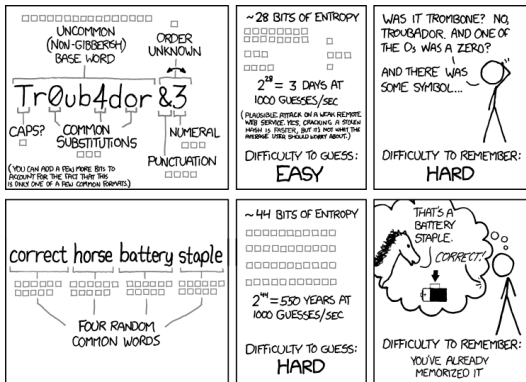 UNCOMMON
(NON-GIBBERISH)
BASE WORD
ORDER
UNKNOWN
Tr0ub4dor &3
CAPS?
COMMON
SUBSTITUTIONS
NUMERAL
PUNCTUATION
(YOU CAN ADD A FEW MORE BITS TO
ACCOUNT FOR THE FACT THAT THIS
IS ONLY ONE OF A FEW COMMON FORMATS.)
~28 BITS OF ENTROPY
2^28 = 3 DAYS AT
1000 GUESSES/SEC
(PLAUSIBLE ATTACK ON A WEAK REMOTE
WEB SERVICE. YES, CRACKING A STOLEN
HASH IS FASTER, BUT IT'S NOT WHAT THE
AVERAGE USER SHOULD WORRY ABOUT.)
DIFFICULTY TO GUESS:
EASY
WAS IT TROMBONE? NO,
TROUBADOR. AND ONE OF
THE Os WAS A ZERO?
AND THERE WAS
SOME SYMBOL...
DIFFICULTY TO REMEMBER:
HARD
correct horse battery staple
FOUR RANDOM
COMMON WORDS
~44 BITS OF ENTROPY
2^44 = 550 YEARS AT
1000 GUESSES/SEC
DIFFICULTY TO GUESS:
HARD
THAT'S A
BATTERY
STAPLE.
CORRECT!
DIFFICULTY TO REMEMBER:
YOU'VE ALREADY
MEMORIZED IT